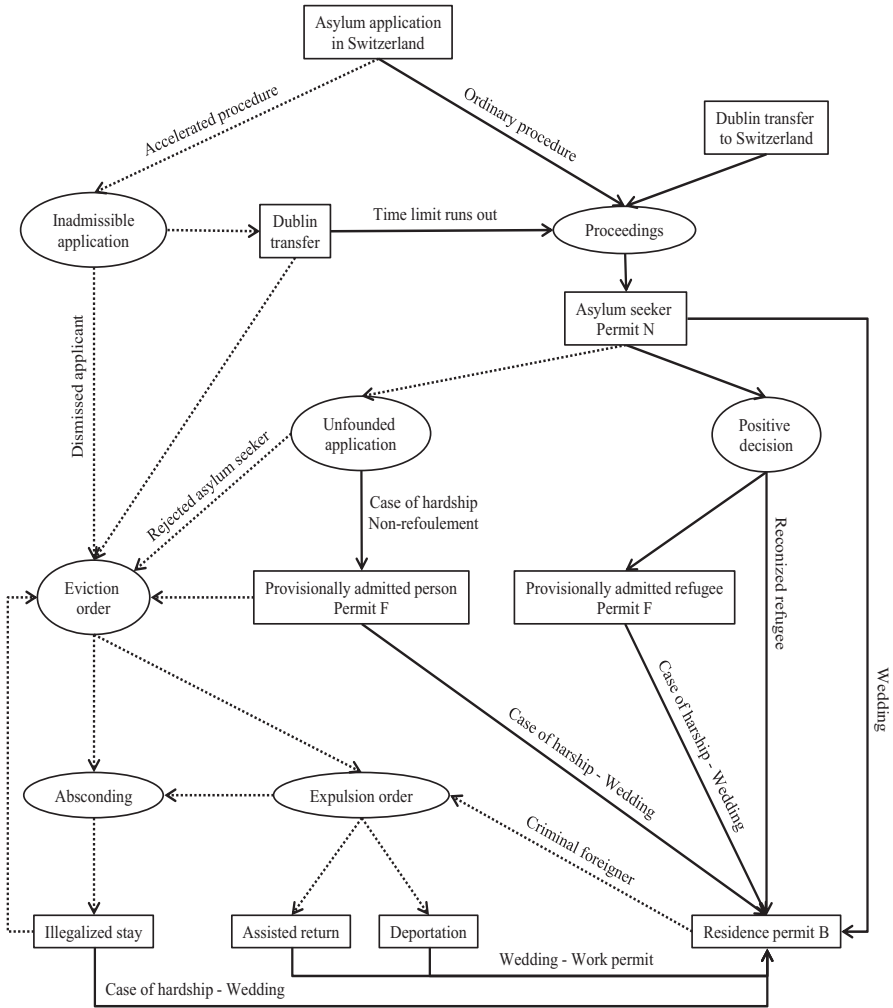 Asylum application
in Switzerland
Accelerated procedure
Ordinary procedure
Dublin transfer
to Switzerland
Inadmissible
application
Dublin
transfer
Time limit runs out
Proceedings
Asylum seeker
Permit N
Dismissed applicant
Unfounded
application
Positive
decision
Rejected asylum seeker
Case of hardship
Non-refoulement
Reconized refugee
Eviction
order
Provisionally admitted person
Permit F
Provisionally admitted refugee
Permit F
Wedding
Case of harship - Wedding
Case of harship - Wedding
Absconding
Expulsion order
Criminal foreigner
Illegalized stay
Assisted return
Deportation
Residence permit B
Wedding - Work permit
Case of hardship - Wedding